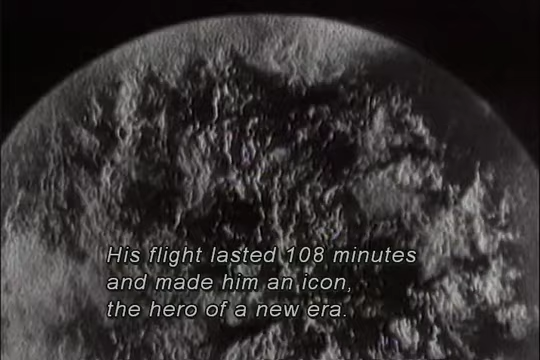 His flight lasted 108 minutes
and made him an icon,
the hero of a new era.